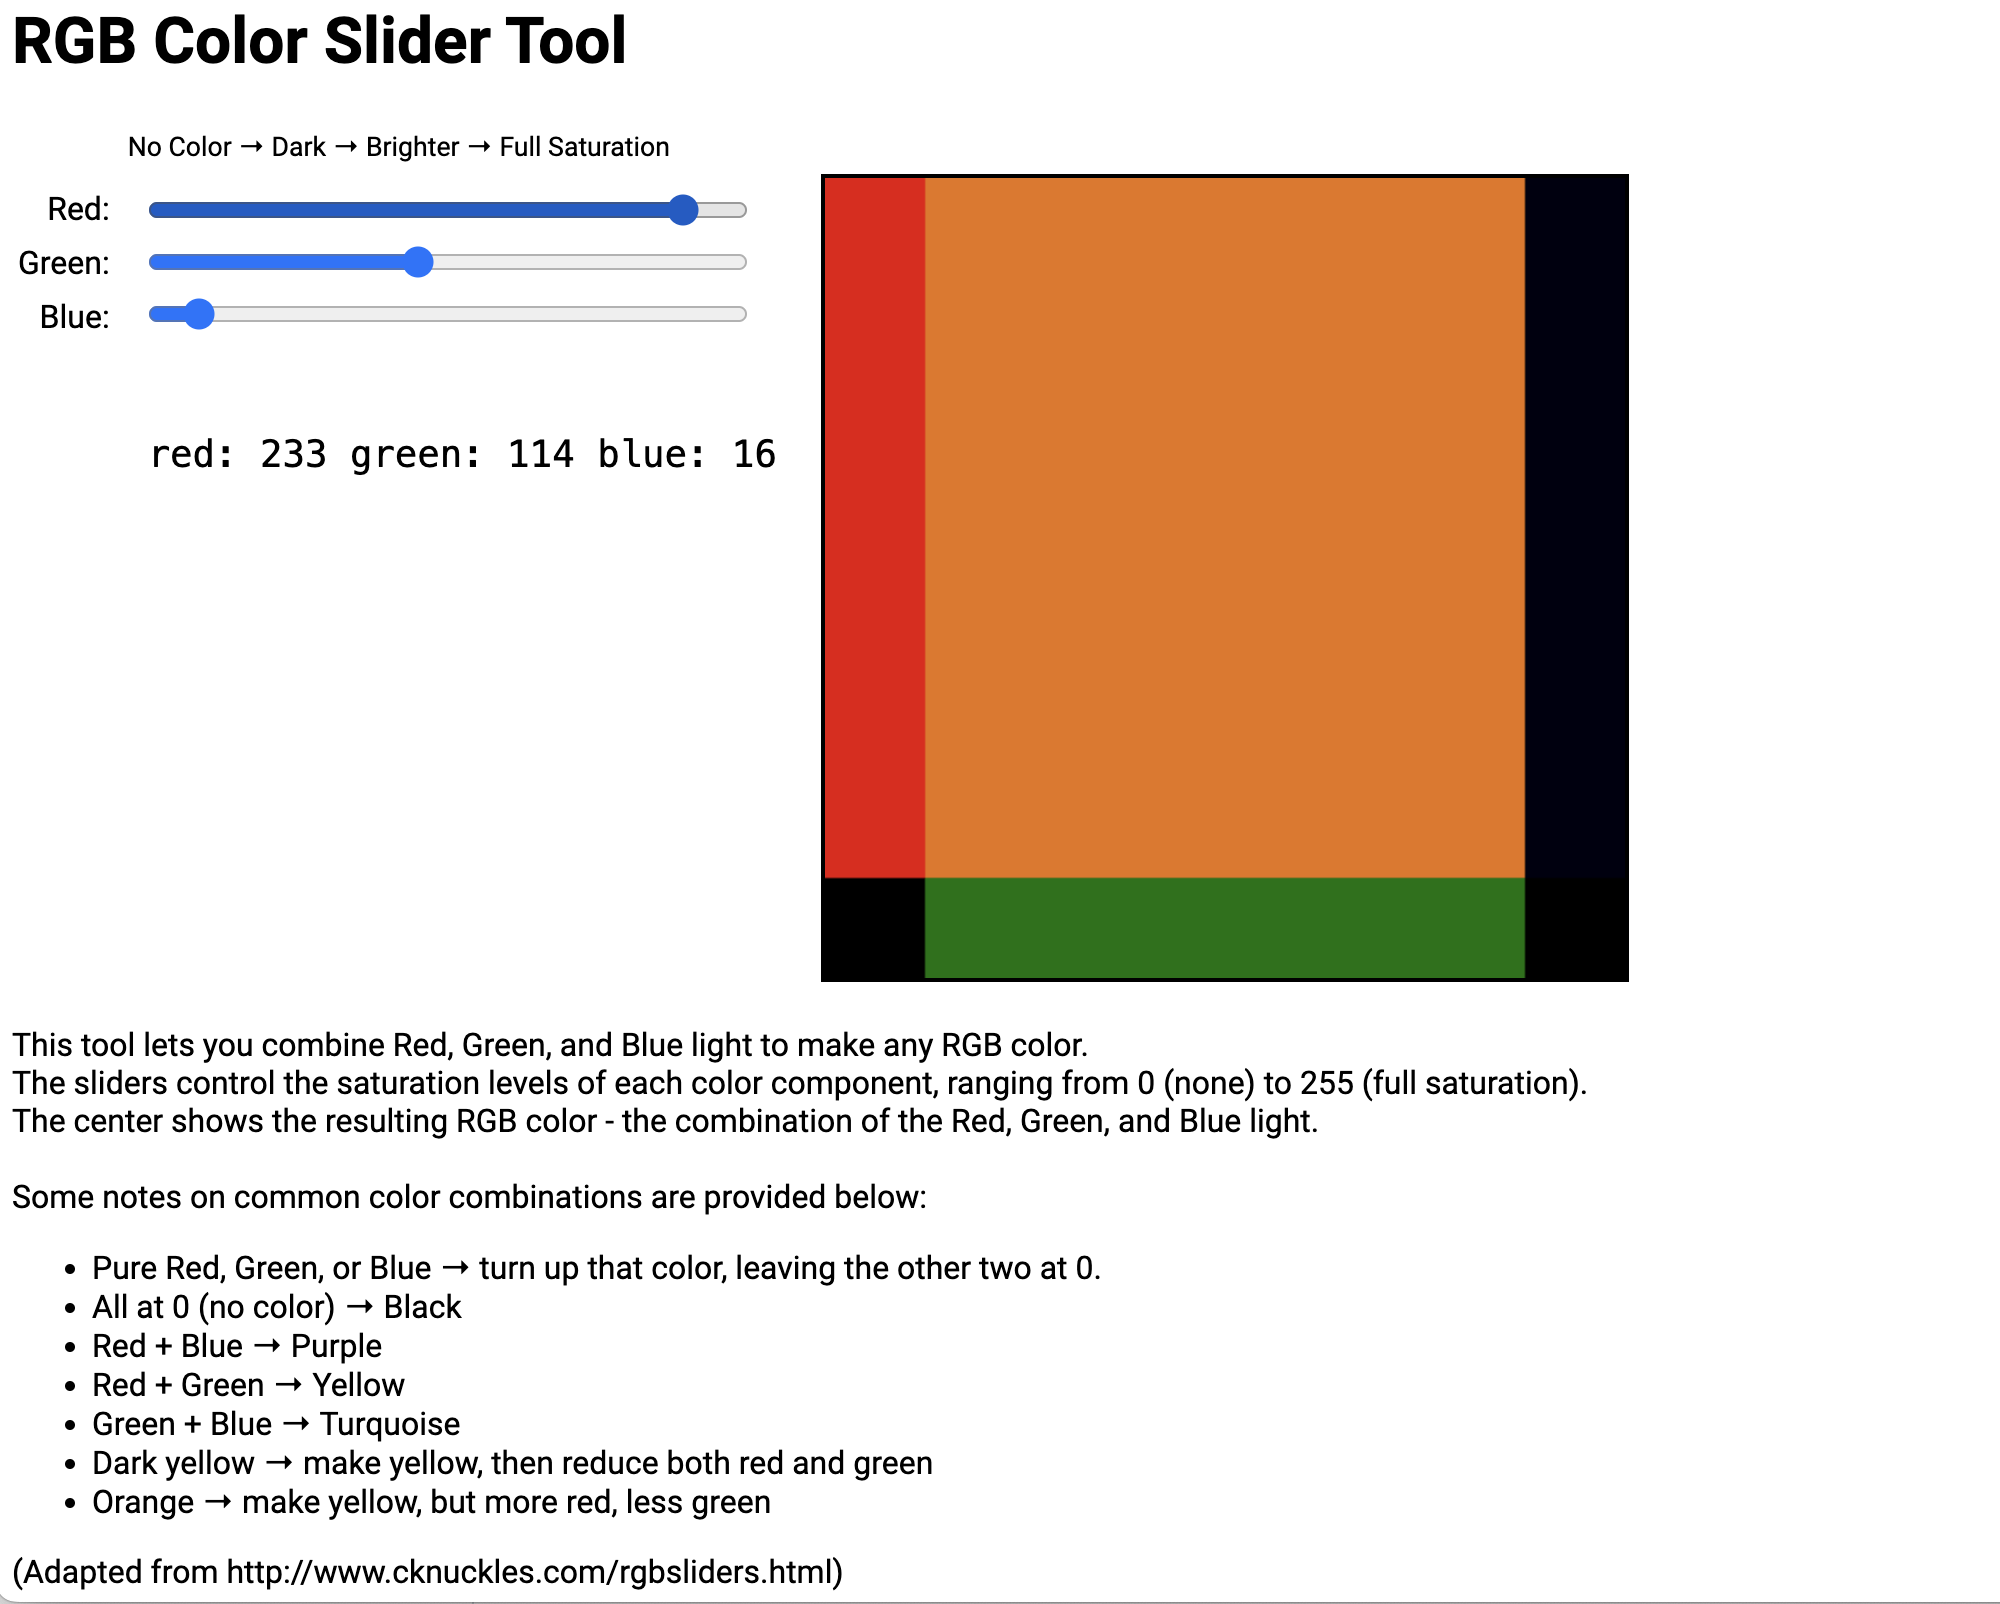 RGB Color Slider Tool
No Color → Dark → Brighter → Full Saturation
Red:
Green:
Blue:
red: 233 green: 114 blue: 16
This tool lets you combine Red, Green, and Blue light to make any RGB color.
The sliders control the saturation levels of each color component, ranging from 0 (none) to 255 (full saturation).
The center shows the resulting RGB color - the combination of the Red, Green, and Blue light.
Some notes on common color combinations are provided below:
• Pure Red, Green, or Blue → turn up that color, leaving the other two at 0.
• All at 0 (no color) → Black
• Red + Blue → Purple
• Red + Green → Yellow
• Green + Blue → Turquoise
• Dark yellow → make yellow, then reduce both red and green
• Orange → make yellow, but more red, less green
(Adapted from http://www.cknuckles.com/rgbsliders.html)